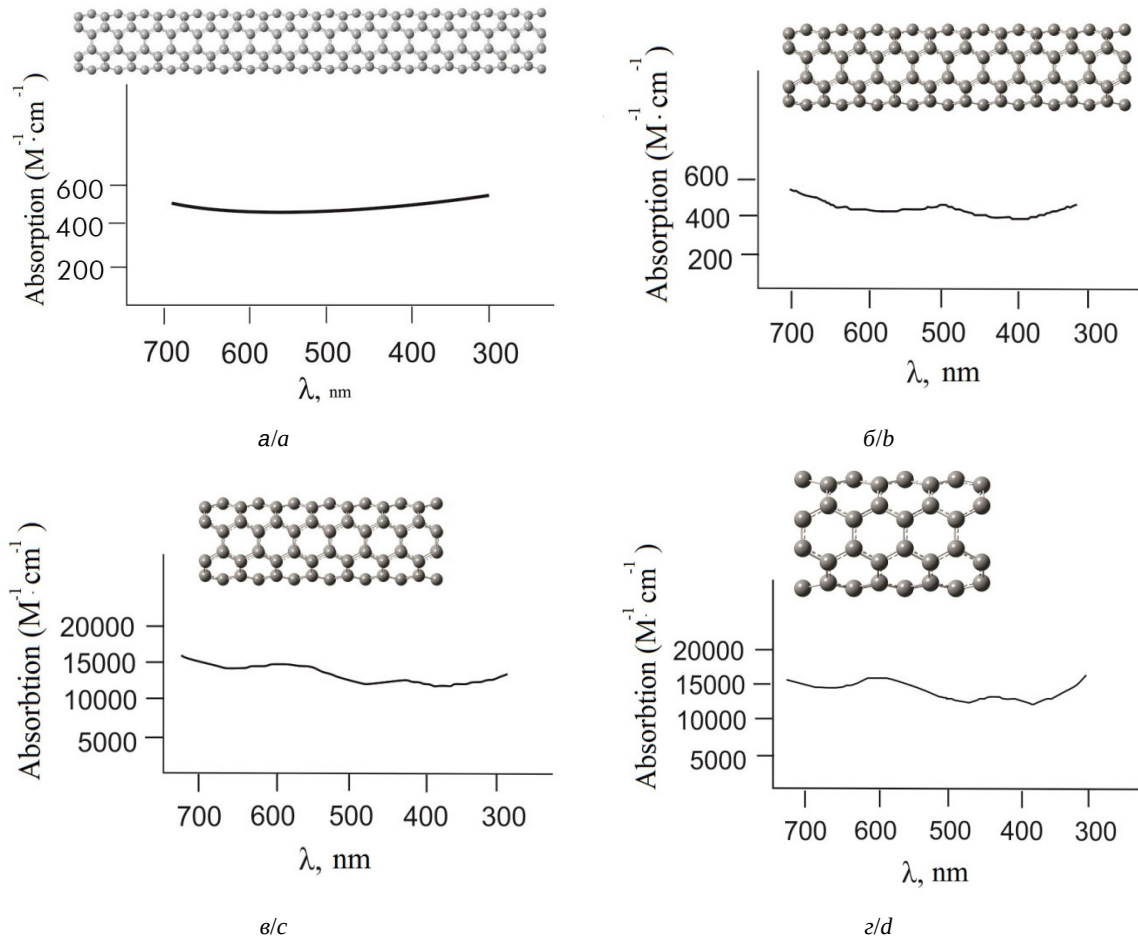 Absorption (M⁻¹·cm⁻¹)
600
400
200
700 600 500 400 300
λ, nm
а/a
Absorption (M⁻¹·cm⁻¹)
600
400
200
700 600 500 400 300
λ, nm
б/b
Absorbtion (M⁻¹·cm⁻¹)
20000
15000
10000
5000
700 600 500 400 300
λ, nm
в/c
Absorbtion (M⁻¹·cm⁻¹)
20000
15000
10000
5000
700 600 500 400 300
λ, nm
г/d